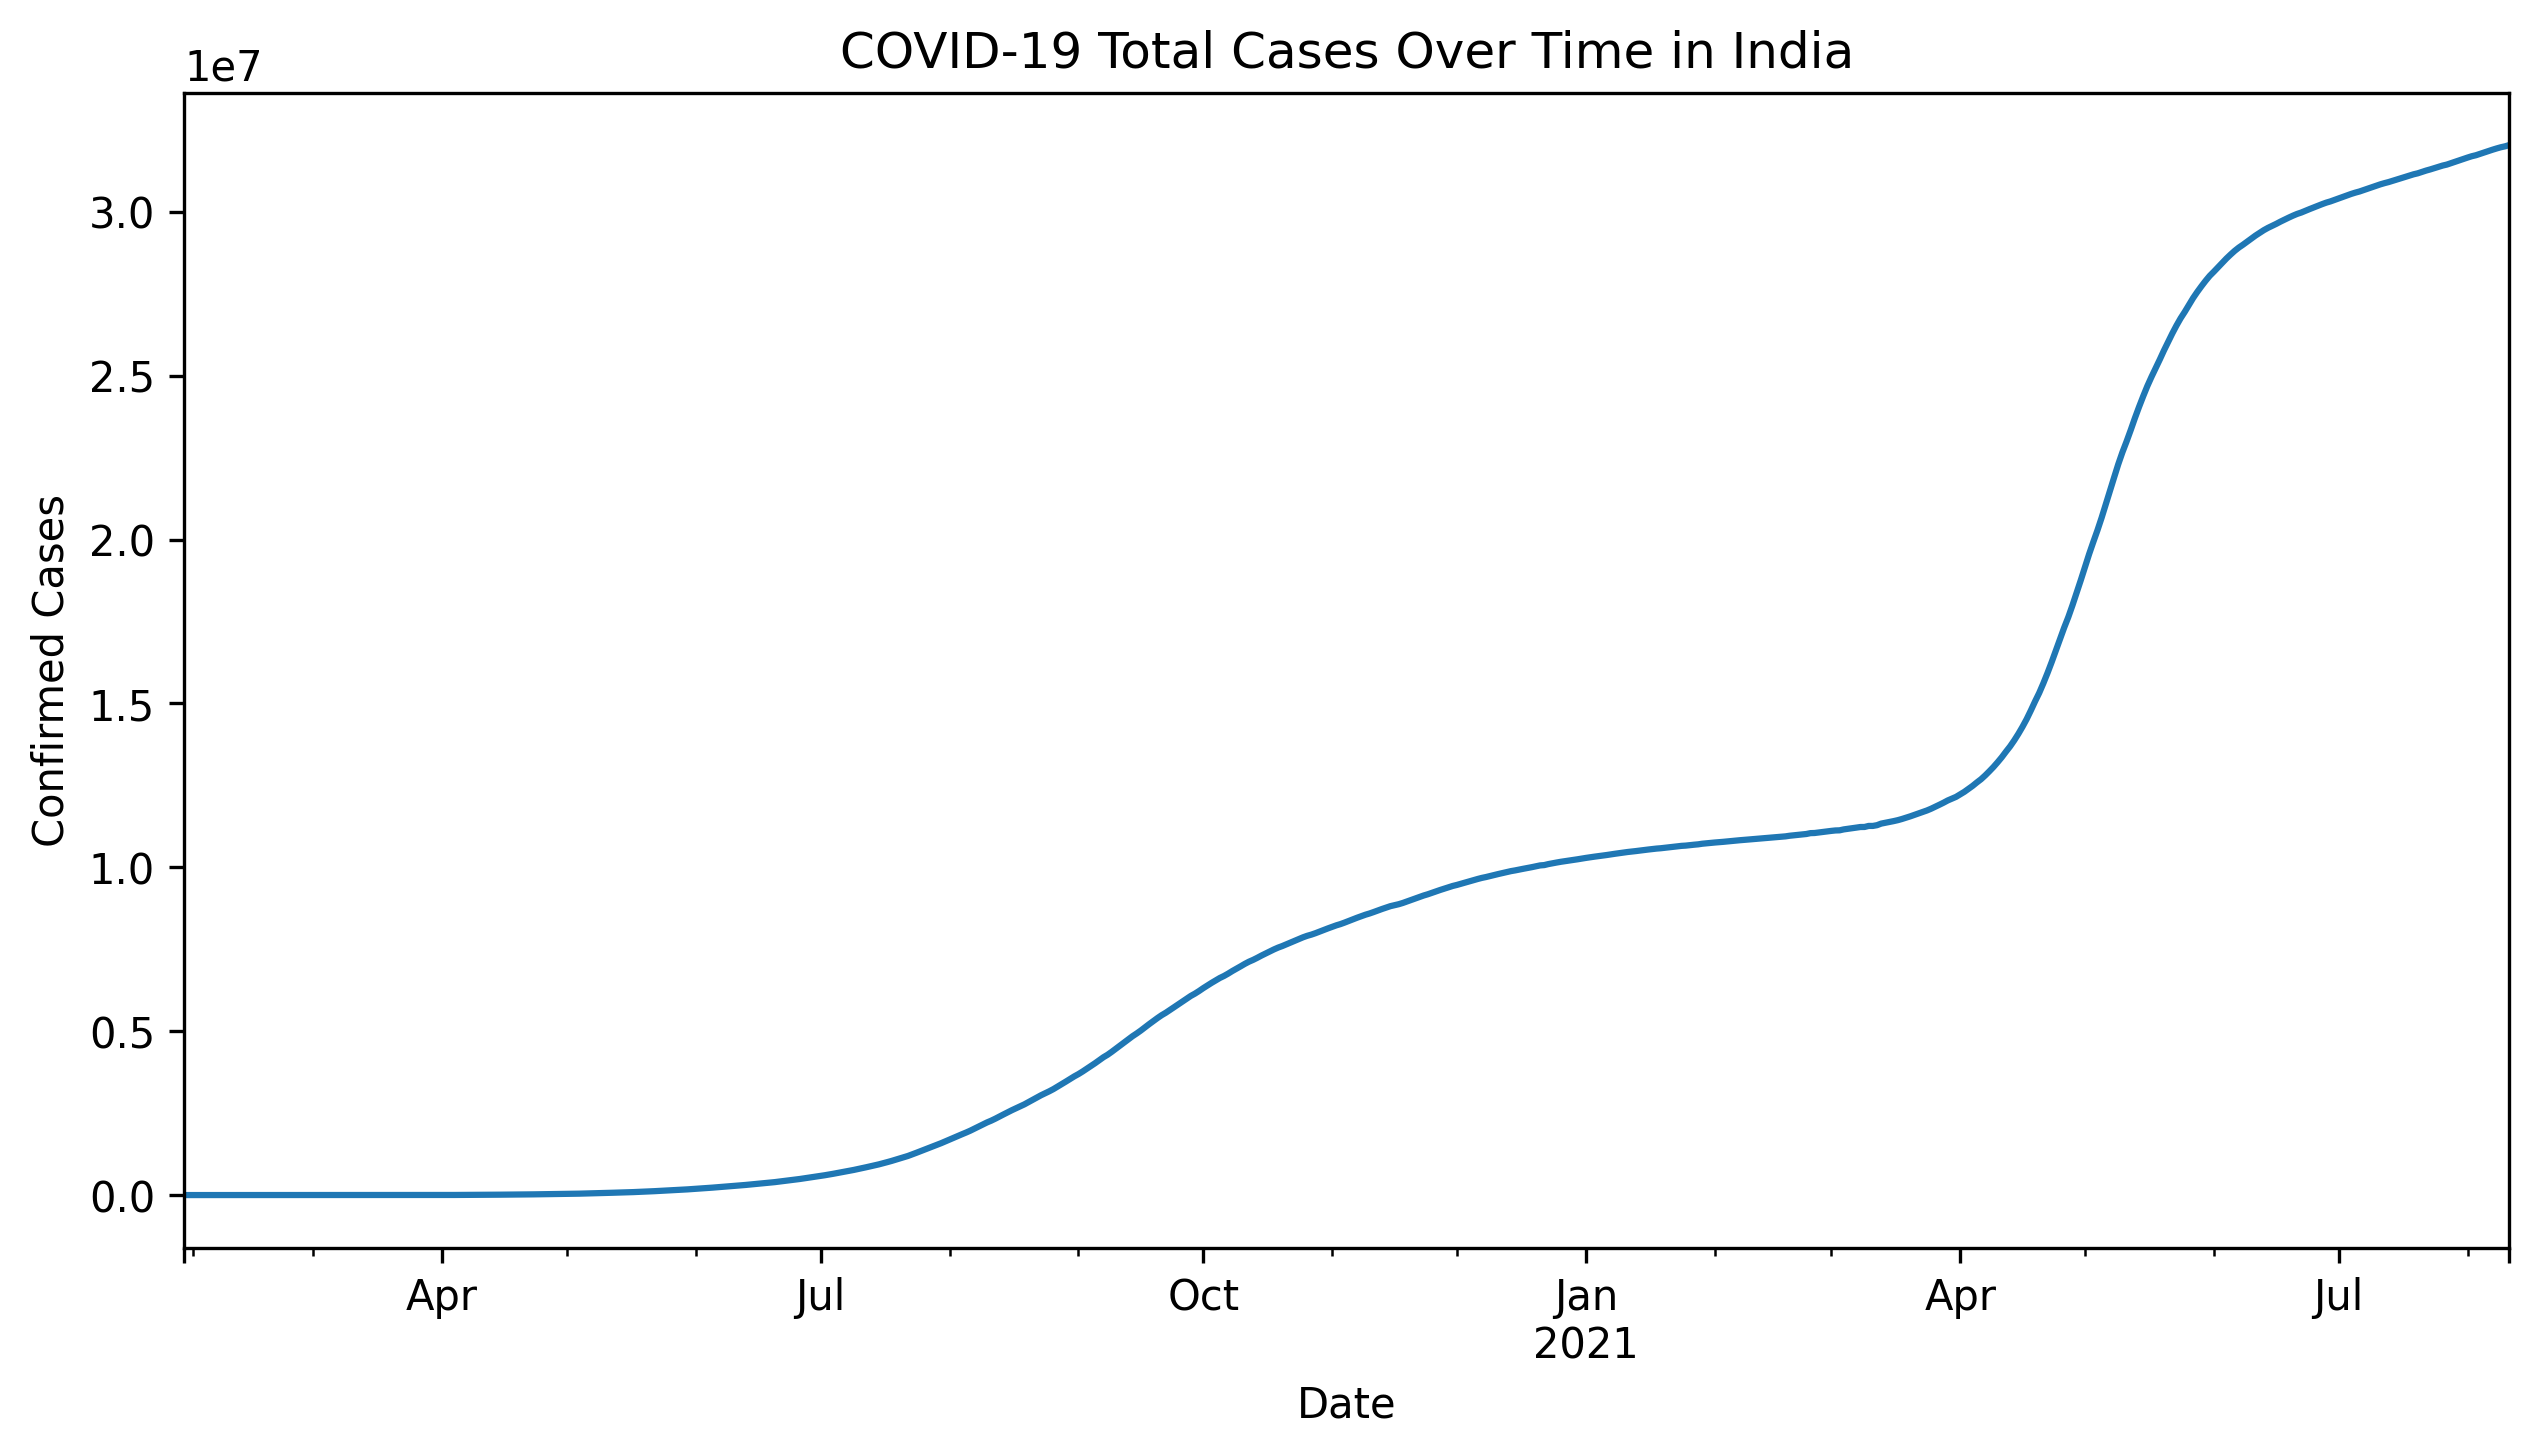 COVID-19 Total Cases Over Time in India
1e7
3.0
2.5
2.0
1.5
1.0
0.5
0.0
Confirmed Cases
Apr Jul Oct Jan Apr Jul
2021
Date